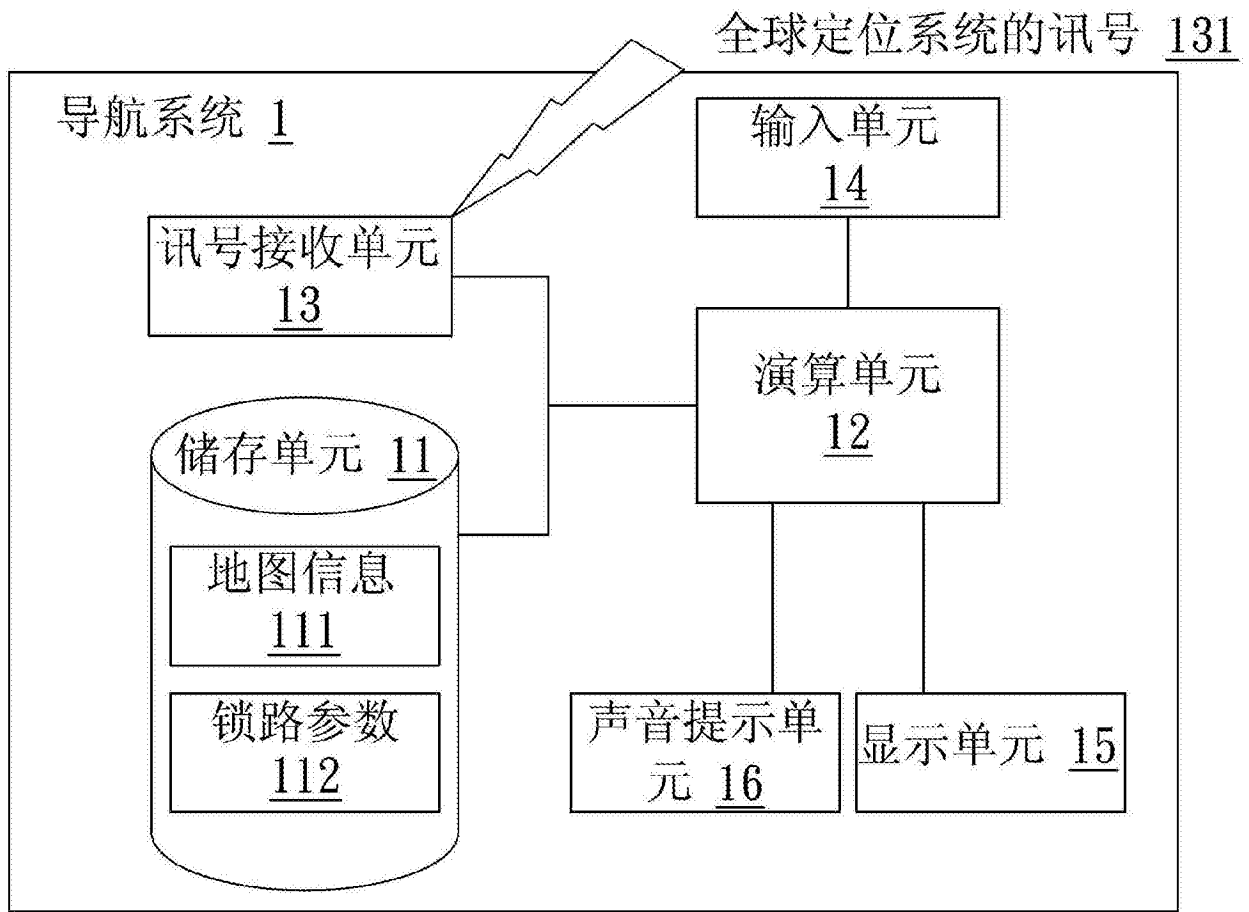 全球定位系统的讯号 131
导航系统 1
输入单元
14
讯号接收单元
13
演算单元
12
储存单元 11
地图信息
111
锁路参数
112
声音提示单
元 16
显示单元 15